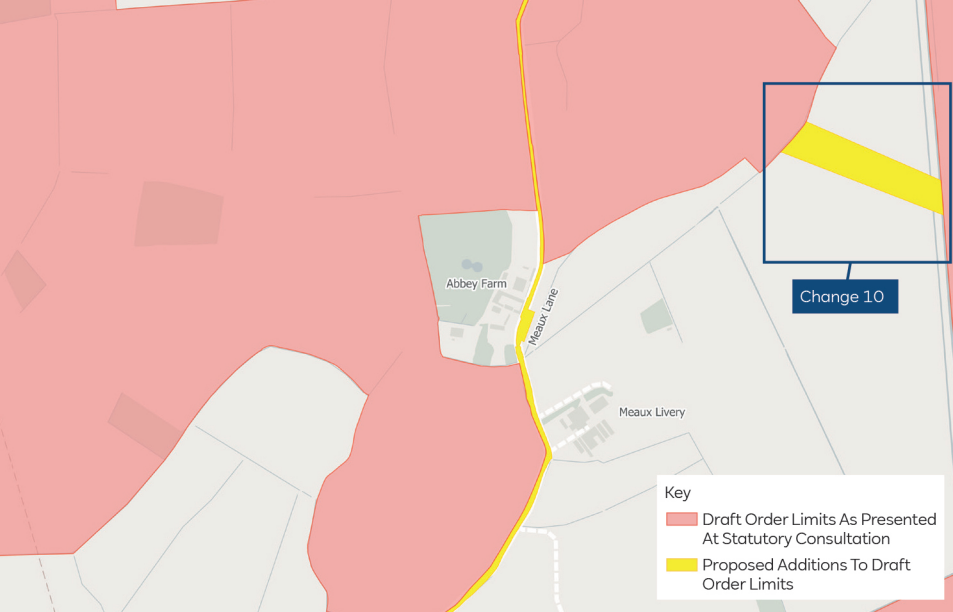 Abbey Farm
Meaux Lane
Change 10
Meaux Livery
Key
Draft Order Limits As Presented
At Statutory Consultation
Proposed Additions To Draft
Order Limits